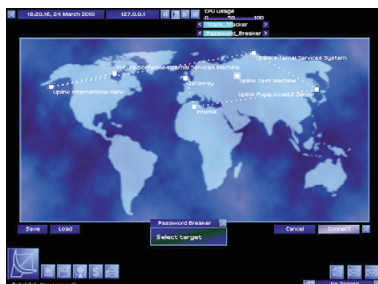 18.20.16, 24 March 2010
127.0.0.1
CPU usage
0 50 100
Trace_Tracker
Password_Breaker
Uplink Internal Services System
Gateway
Uplink Test Machine
Uplink International Bank
Uplink Public Access Server
Internic
Password Breaker
Select target
Save
Load
Cancel
Connect